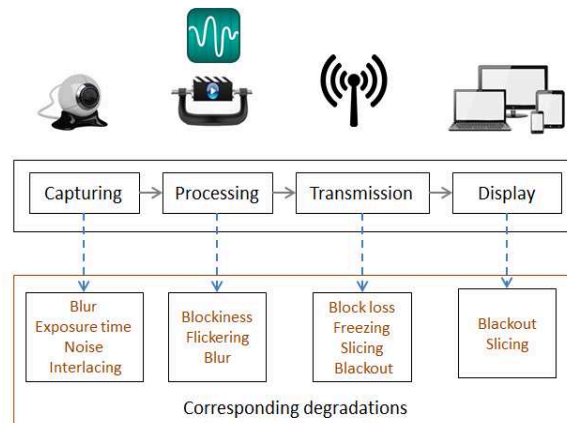 Capturing
Processing
Transmission
Display
Blur
Exposure time
Noise
Interlacing
Blockiness
Flickering
Blur
Block loss
Freezing
Slicing
Blackout
Blackout
Slicing
Corresponding degradations